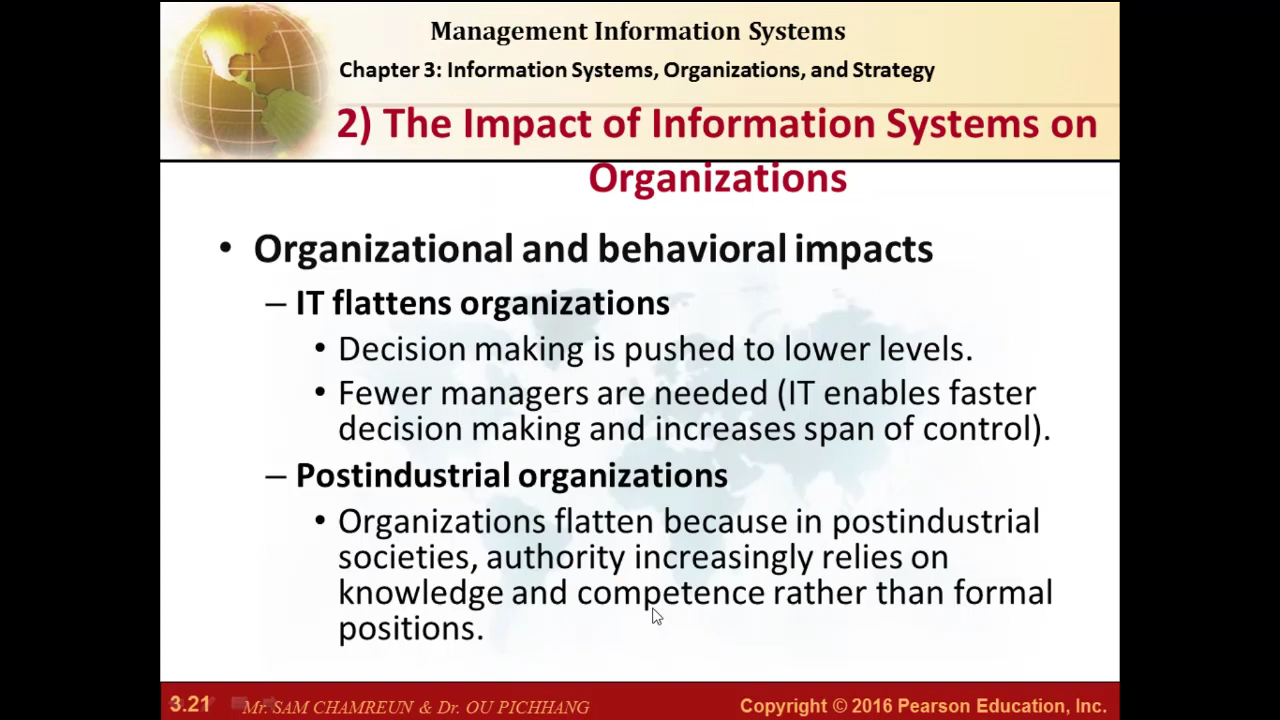 Management Information Systems
Chapter 3: Information Systems, Organizations, and Strategy
2) The Impact of Information Systems on
Organizations
• Organizational and behavioral impacts
– IT flattens organizations
• Decision making is pushed to lower levels.
• Fewer managers are needed (IT enables faster
decision making and increases span of control).
– Postindustrial organizations
• Organizations flatten because in postindustrial
societies, authority increasingly relies on
knowledge and competence rather than formal
positions.
3.21 Mr. SAM CHAMREUN & Dr. OU PICHHANG Copyright © 2016 Pearson Education, Inc.